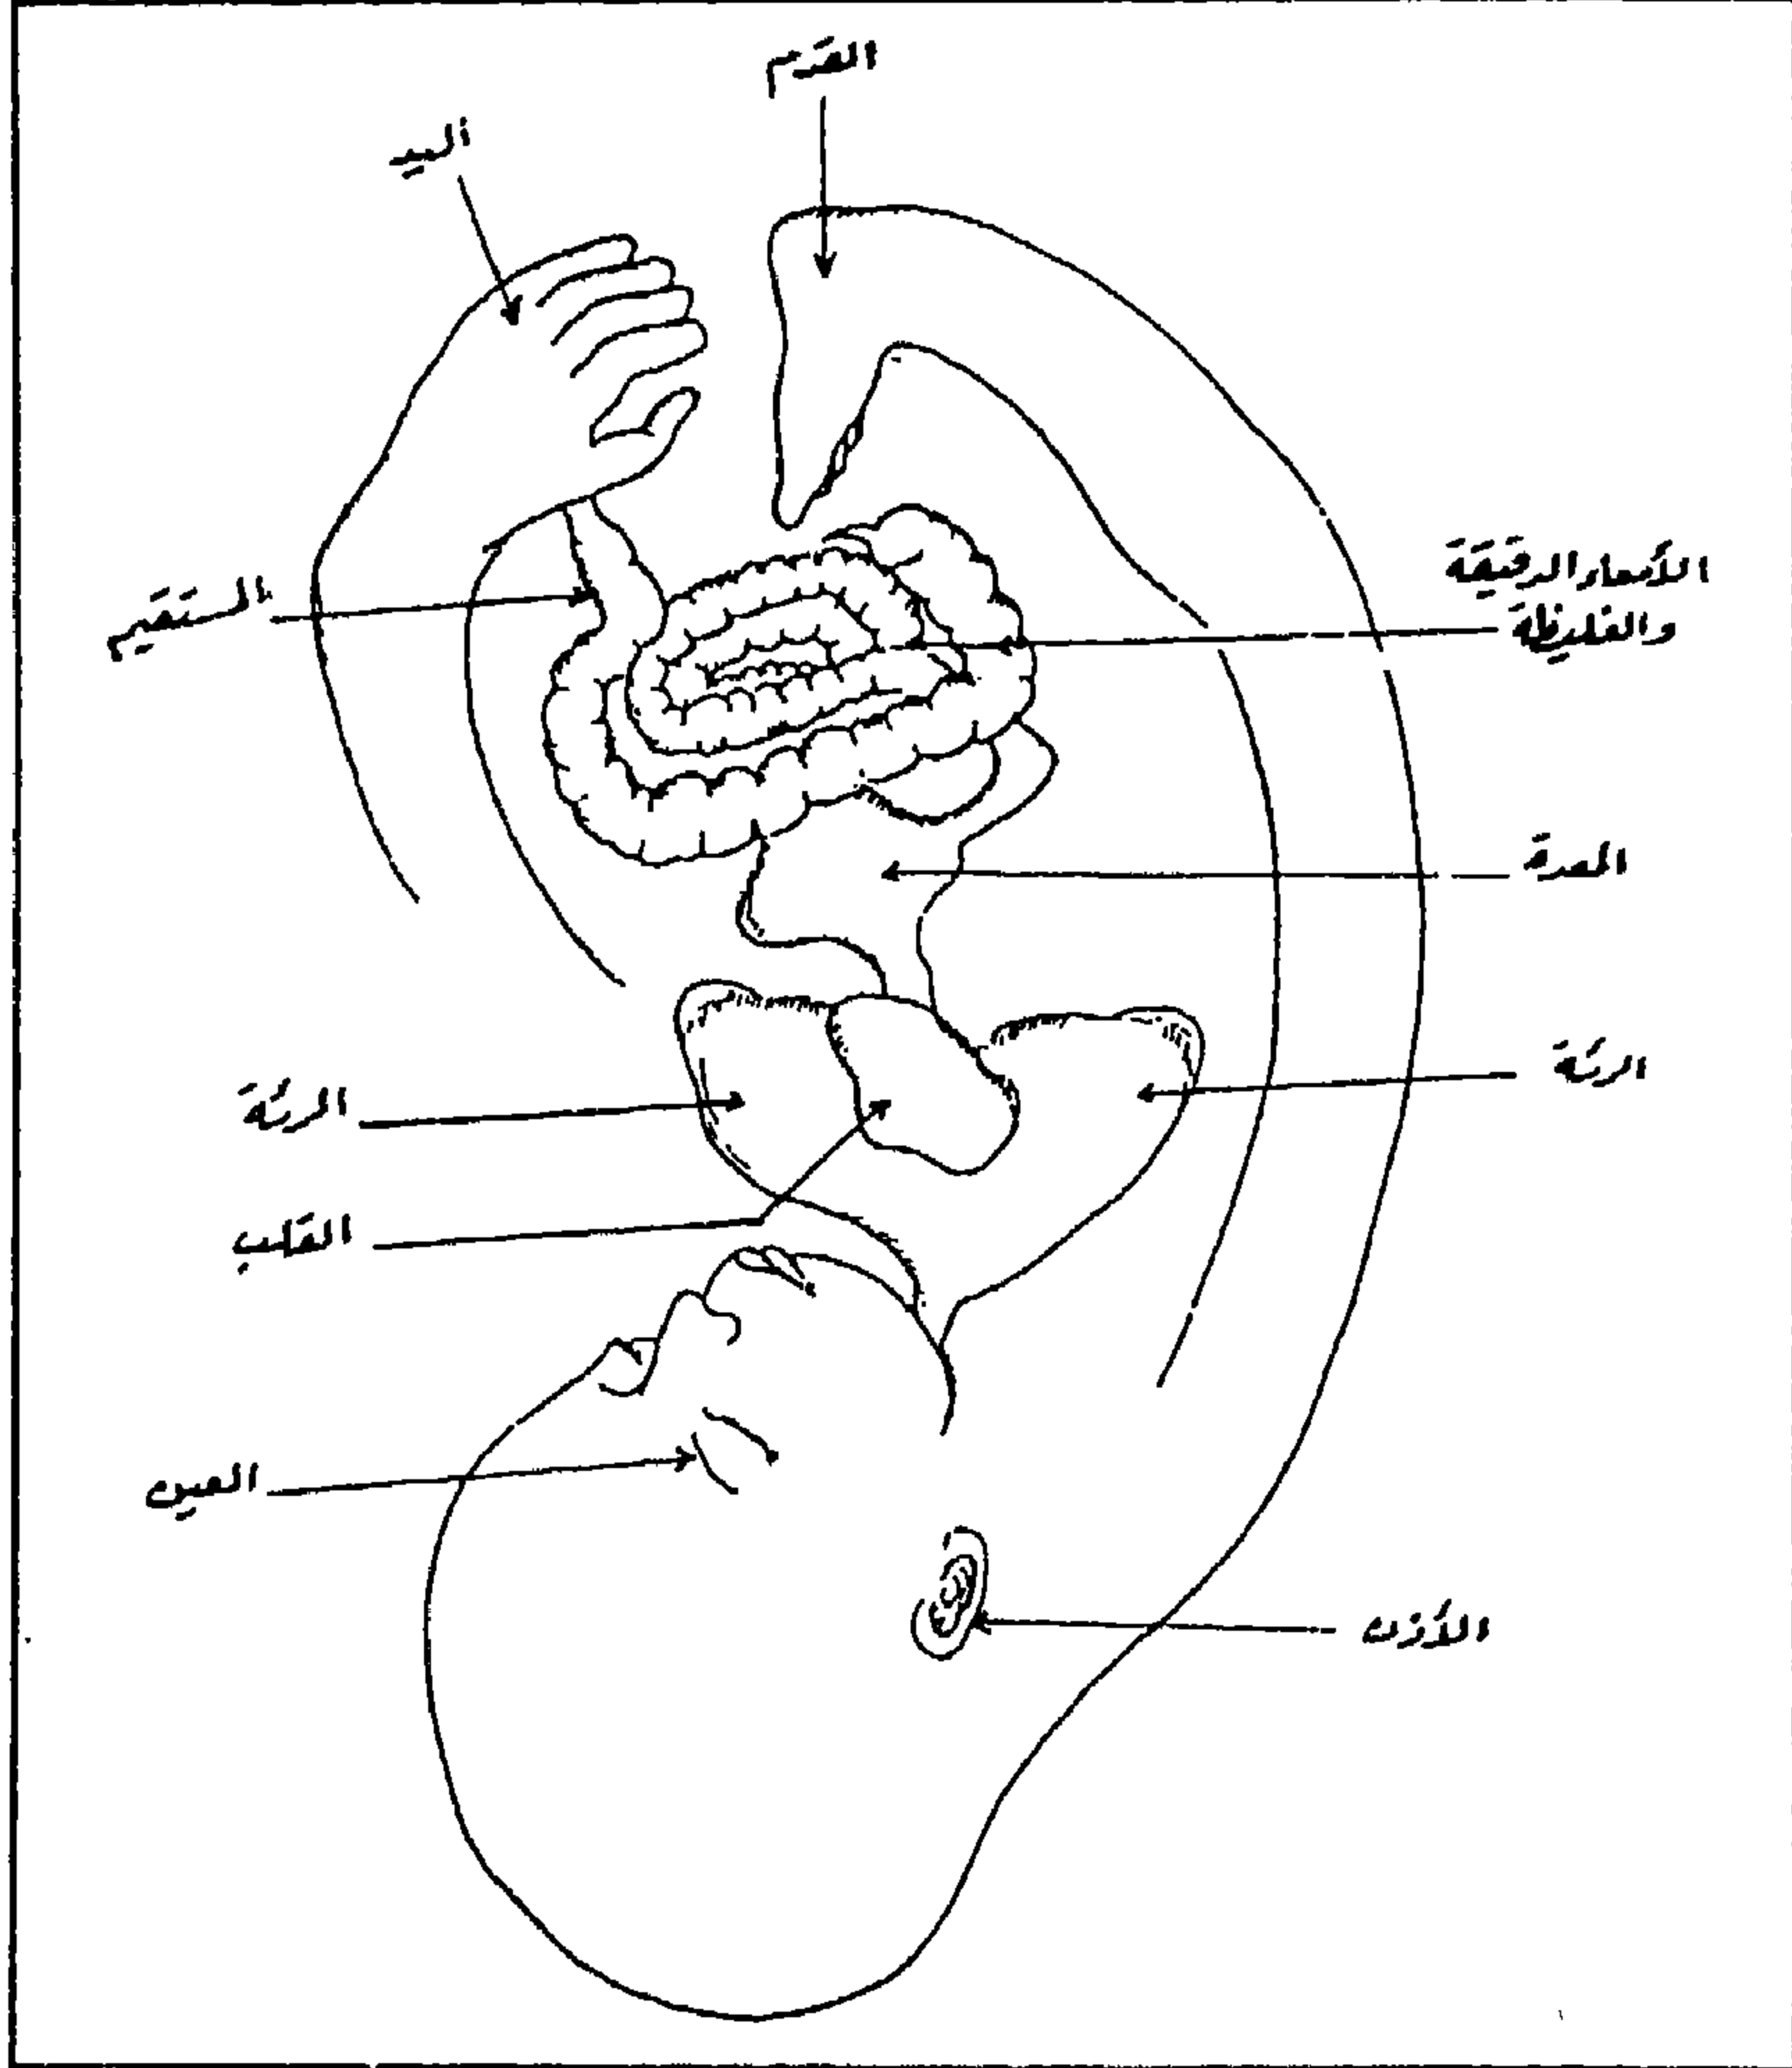 القدم
اليد
الأمعاء الدقيقة
والغليظة
المستقيم
المعدة
الرئة
الرئة
القلب
العين
الأذن